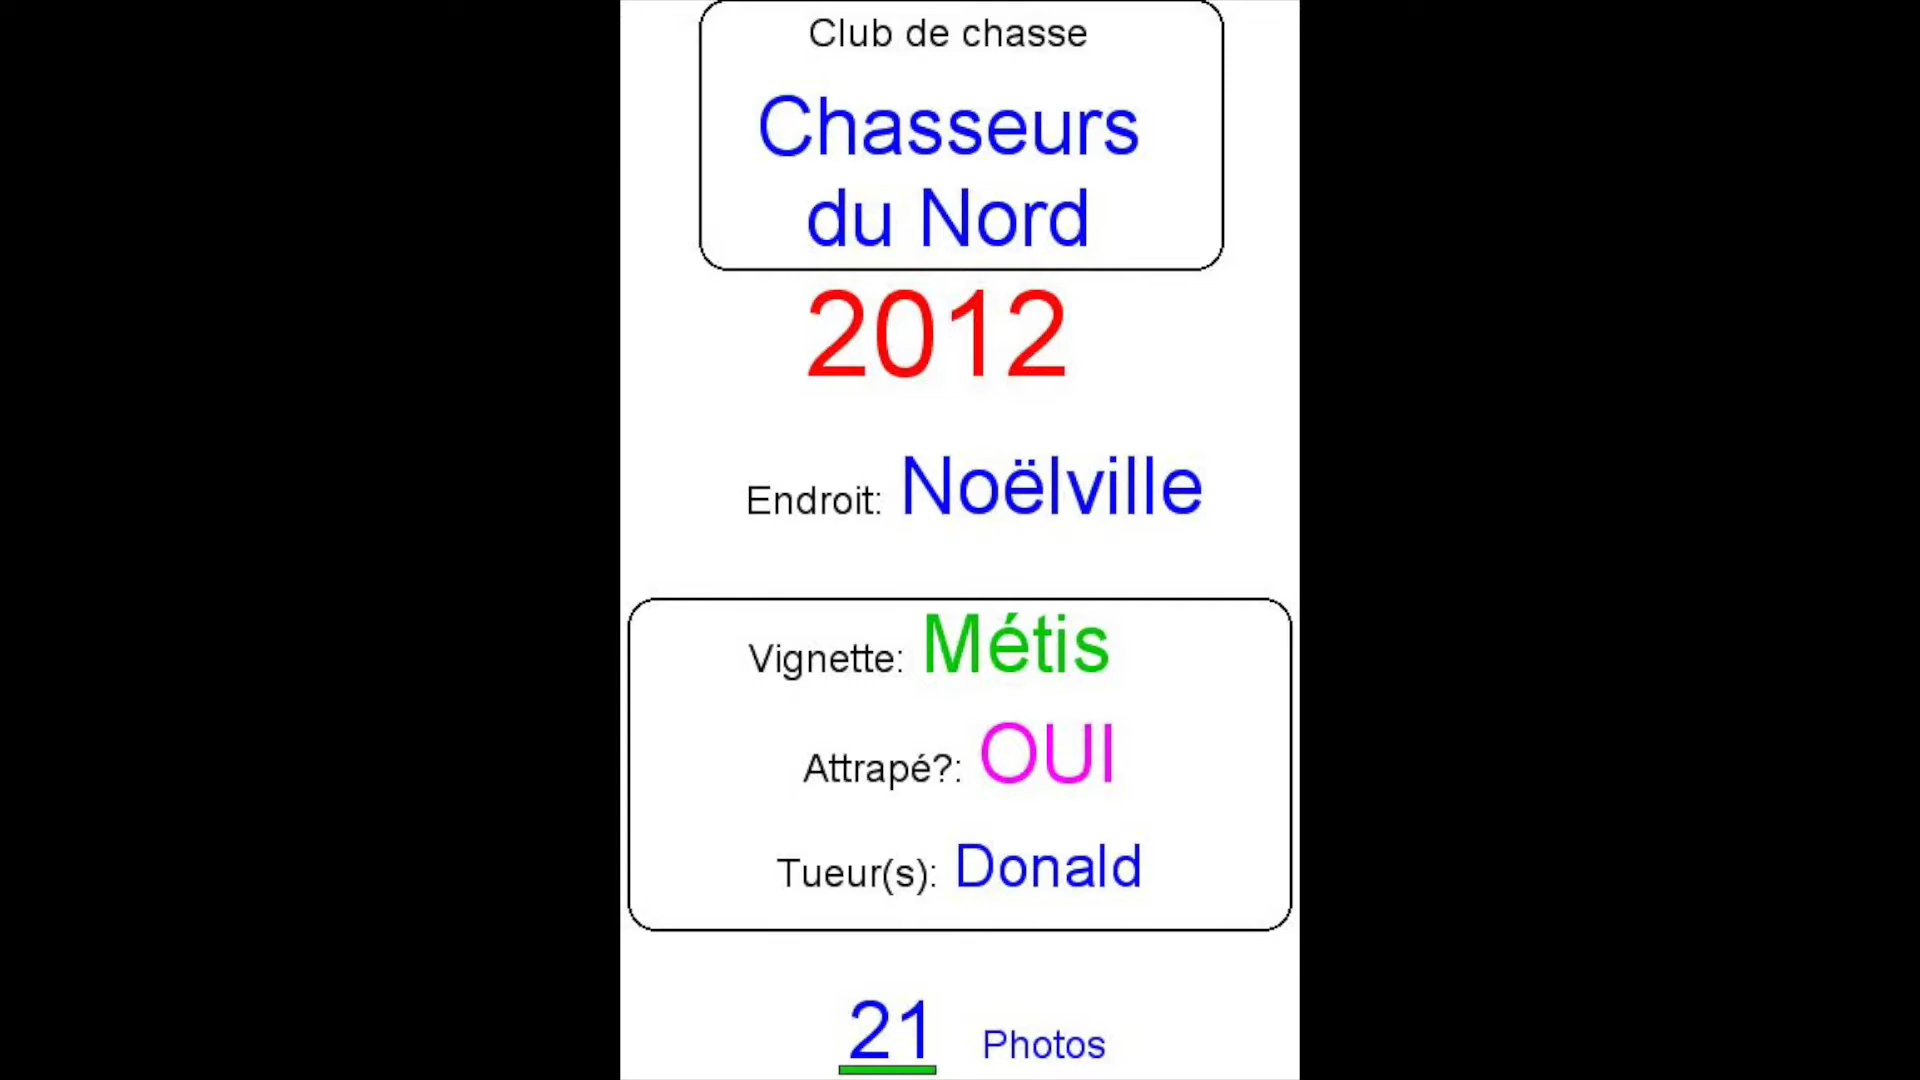 Club de chasse
Chasseurs
du Nord
2012
Endroit: Noëlville
Vignette: Métis
Attrapé?: OUI
Tueur(s): Donald
21 Photos